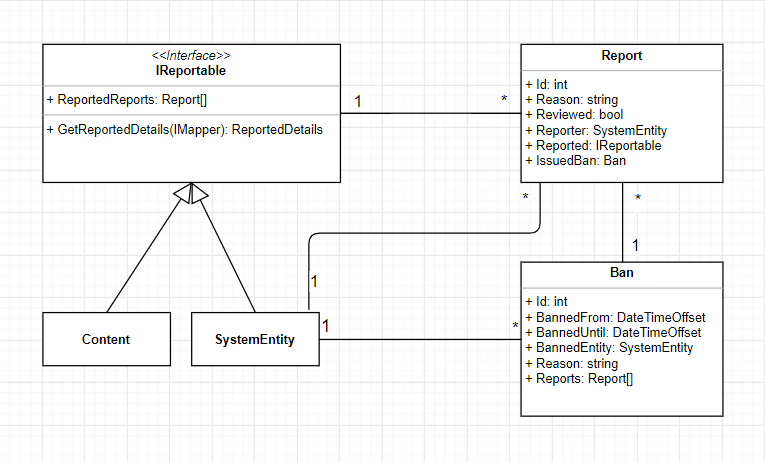 <<Interface>>
IReportable
+ ReportedReports: Report[]
+ GetReportedDetails(IMapper): ReportedDetails
1
*
Report
+ Id: int
+ Reason: string
+ Reviewed: bool
+ Reporter: SystemEntity
+ Reported: IReportable
+ IssuedBan: Ban
*
*
1
1
Content
SystemEntity
1
*
Ban
+ Id: int
+ BannedFrom: DateTimeOffset
+ BannedUntil: DateTimeOffset
+ BannedEntity: SystemEntity
+ Reason: string
+ Reports: Report[]